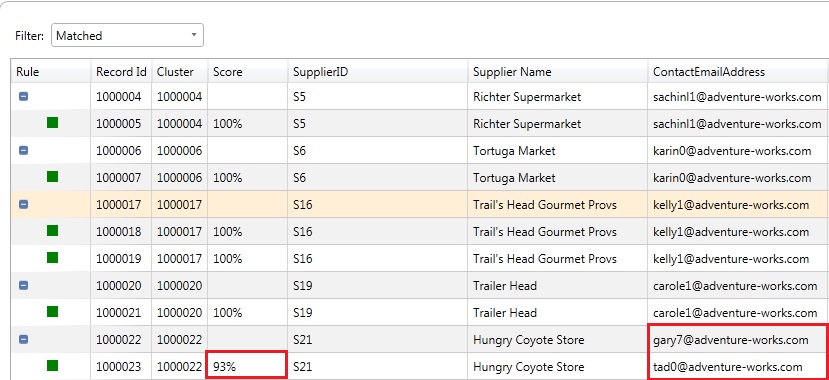 Filter: Matched
Rule Record Id Cluster Score SupplierID Supplier Name ContactEmailAddress
1000004 1000004 S5 Richter Supermarket sachinl1@adventure-works.com
1000005 1000004 100% S5 Richter Supermarket sachinl1@adventure-works.com
1000006 1000006 S6 Tortuga Market karin0@adventure-works.com
1000007 1000006 100% S6 Tortuga Market karin0@adventure-works.com
1000017 1000017 S16 Trail's Head Gourmet Provs kelly1@adventure-works.com
1000018 1000017 100% S16 Trail's Head Gourmet Provs kelly1@adventure-works.com
1000019 1000017 100% S16 Trail's Head Gourmet Provs kelly1@adventure-works.com
1000020 1000020 S19 Trailer Head carole1@adventure-works.com
1000021 1000020 100% S19 Trailer Head carole1@adventure-works.com
1000022 1000022 S21 Hungry Coyote Store gary7@adventure-works.com
1000023 1000022 93% S21 Hungry Coyote Store tad0@adventure-works.com